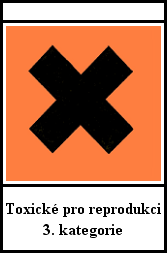 Toxické pro reprodukci
3. kategorie